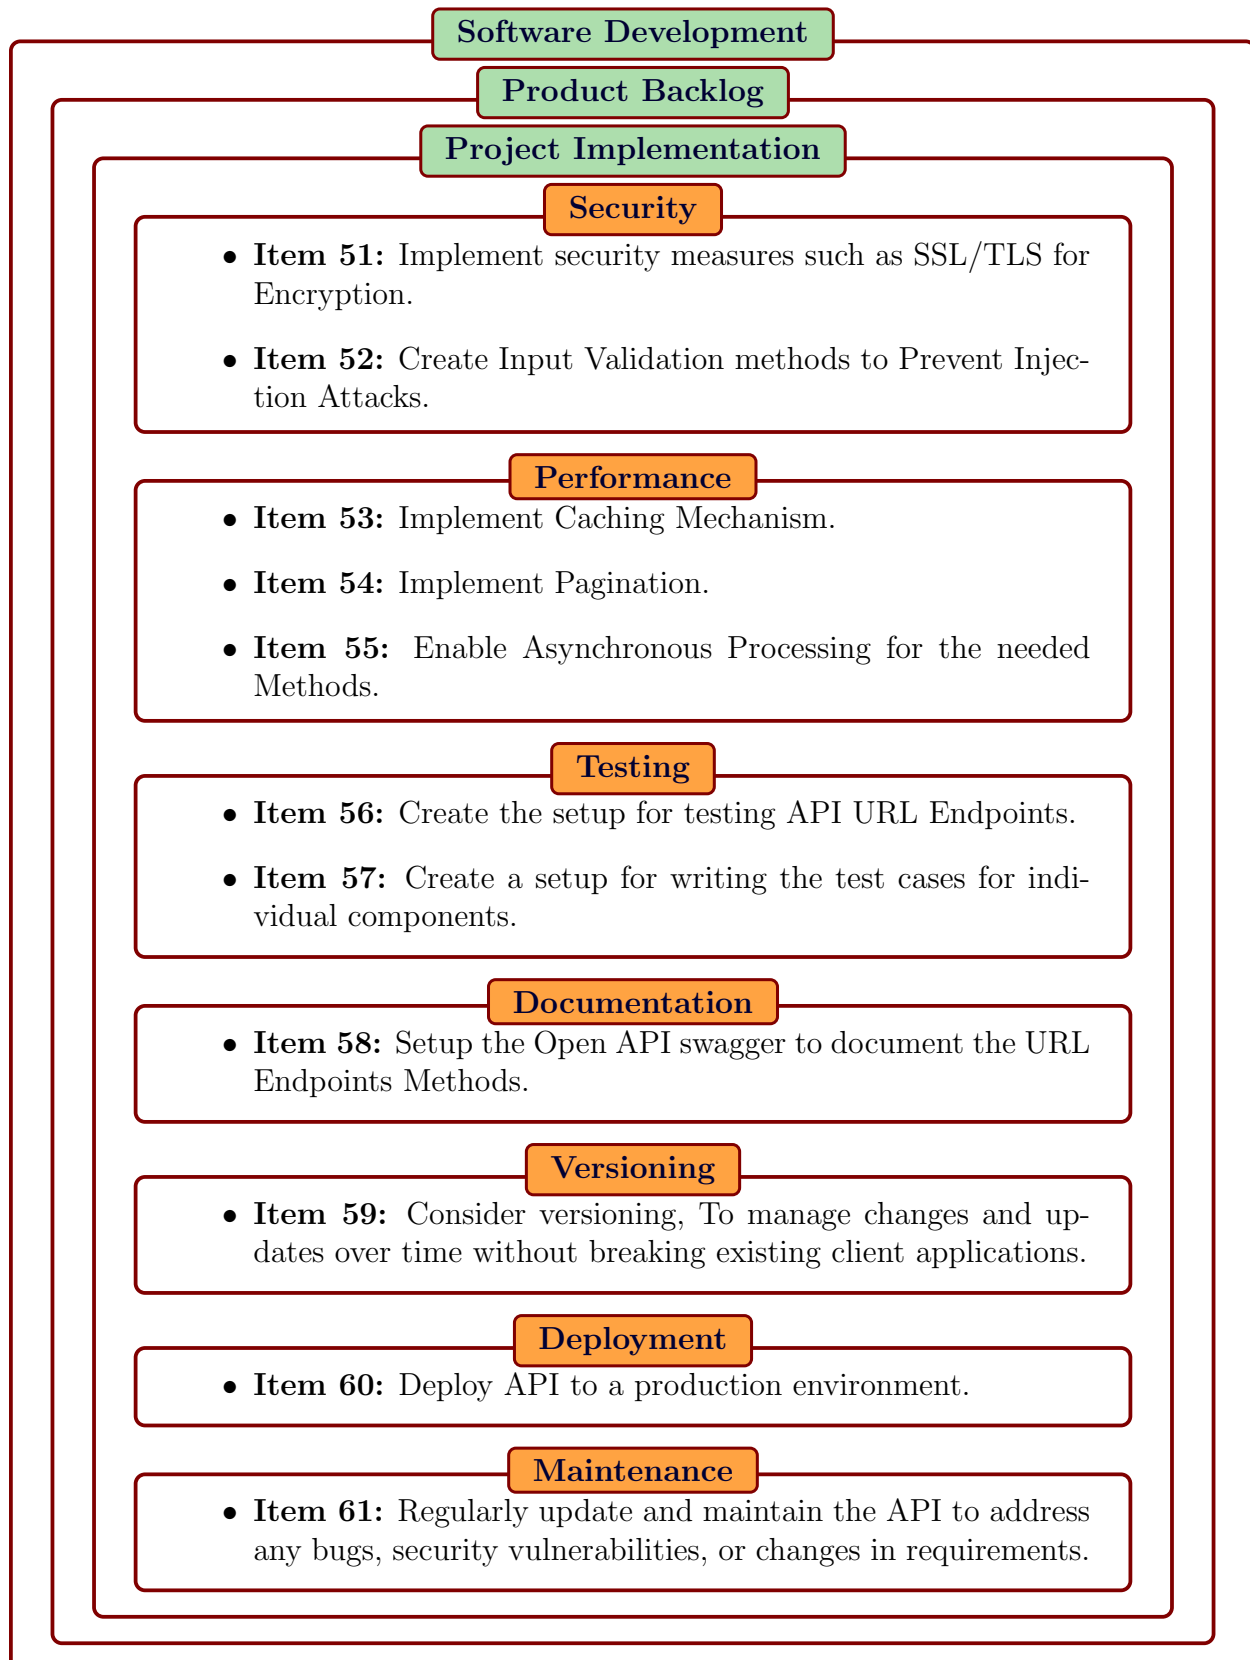 Software Development
Product Backlog
Project Implementation
Security
• Item 51: Implement security measures such as SSL/TLS for
Encryption.
• Item 52: Create Input Validation methods to Prevent Injec-
tion Attacks.
Performance
• Item 53: Implement Caching Mechanism.
• Item 54: Implement Pagination.
• Item 55: Enable Asynchronous Processing for the needed
Methods.
Testing
• Item 56: Create the setup for testing API URL Endpoints.
• Item 57: Create a setup for writing the test cases for indi-
vidual components.
Documentation
• Item 58: Setup the Open API swagger to document the URL
Endpoints Methods.
Versioning
• Item 59: Consider versioning, To manage changes and up-
dates over time without breaking existing client applications.
Deployment
• Item 60: Deploy API to a production environment.
Maintenance
• Item 61: Regularly update and maintain the API to address
any bugs, security vulnerabilities, or changes in requirements.